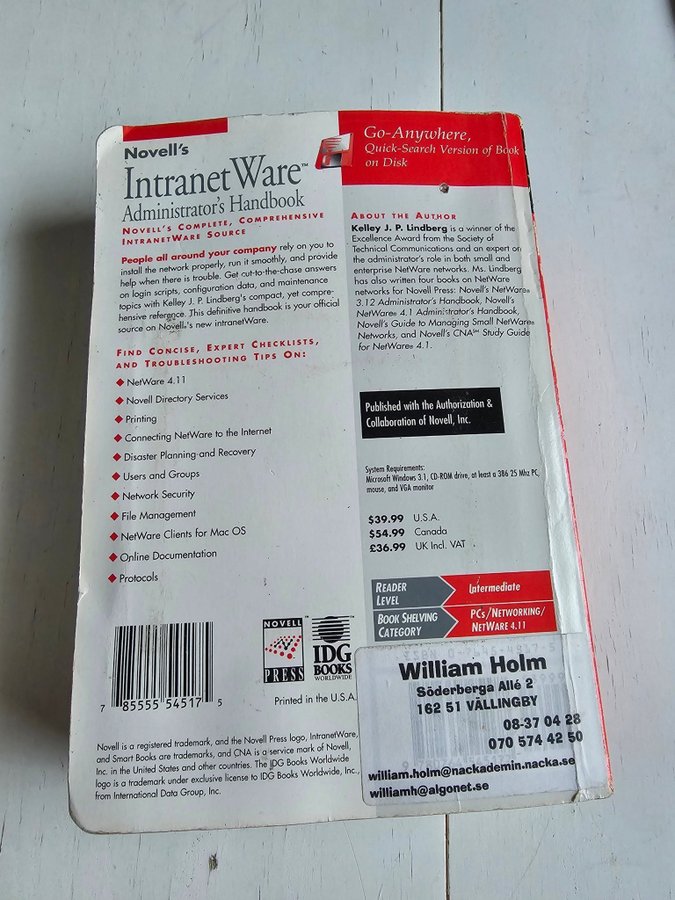 Novell's
IntranetWare™
Administrator's Handbook
NOVELL'S COMPLETE, COMPREHENSIVE
INTRANETWARE SOURCE
People all around your company rely on you to
install the network properly, run it smoothly, and provide
help when there is trouble. Get cut-to-the-chase answers
on login scripts, configuration data, and maintenance
topics with Kelley J. P. Lindberg's compact, yet compre-
hensive reference. This definitive handbook is your official
source on Novell's new intranetWare.
FIND CONCISE, EXPERT CHECKLISTS,
AND TROUBLESHOOTING TIPS ON:
◆ NetWare 4.11
◆ Novell Directory Services
◆ Printing
◆ Connecting NetWare to the Internet
◆ Disaster Planning and Recovery
◆ Users and Groups
◆ Network Security
◆ File Management
◆ NetWare Clients for Mac OS
◆ Online Documentation
◆ Protocols
7 85555 54517 5
NOVELL
PRESS
™
IDG
BOOKS
WORLDWIDE
Printed in the U.S.A.
Novell is a registered trademark, and the Novell Press logo, IntranetWare,
and Smart Books are trademarks, and CNA is a service mark of Novell,
Inc. in the United States and other countries. The IDG Books Worldwide
logo is a trademark under exclusive license to IDG Books Worldwide, Inc.,
from International Data Group, Inc.
Go-Anywhere,
Quick-Search Version of Book
on Disk
ABOUT THE AUTHOR
Kelley J. P. Lindberg is a winner of the
Excellence Award from the Society of
Technical Communications and an expert on
the administrator's role in both small and
enterprise NetWare networks. Ms. Lindberg
has also written four books on NetWare
networks for Novell Press: Novell's NetWare®
3.12 Administrator's Handbook, Novell's
NetWare® 4.1 Administrator's Handbook,
Novell's Guide to Managing Small NetWare®
Networks, and Novell's CNA℠ Study Guide
for NetWare® 4.1.
Published with the Authorization &
Collaboration of Novell, Inc.
System Requirements:
Microsoft Windows 3.1, CD-ROM drive, at least a 386 25 Mhz PC,
mouse, and VGA monitor
$39.99 U.S.A.
$54.99 Canada
£36.99 UK Incl. VAT
READER
LEVEL
Intermediate
BOOK SHELVING
CATEGORY
PCs/NETWORKING/
NETWARE 4.11
William Holm
Söderberga Allé 2
162 51 VÄLLINGBY
08-37 04 28
070 574 42 50
william.holm@nackademin.nacka.se
williamh@algonet.se